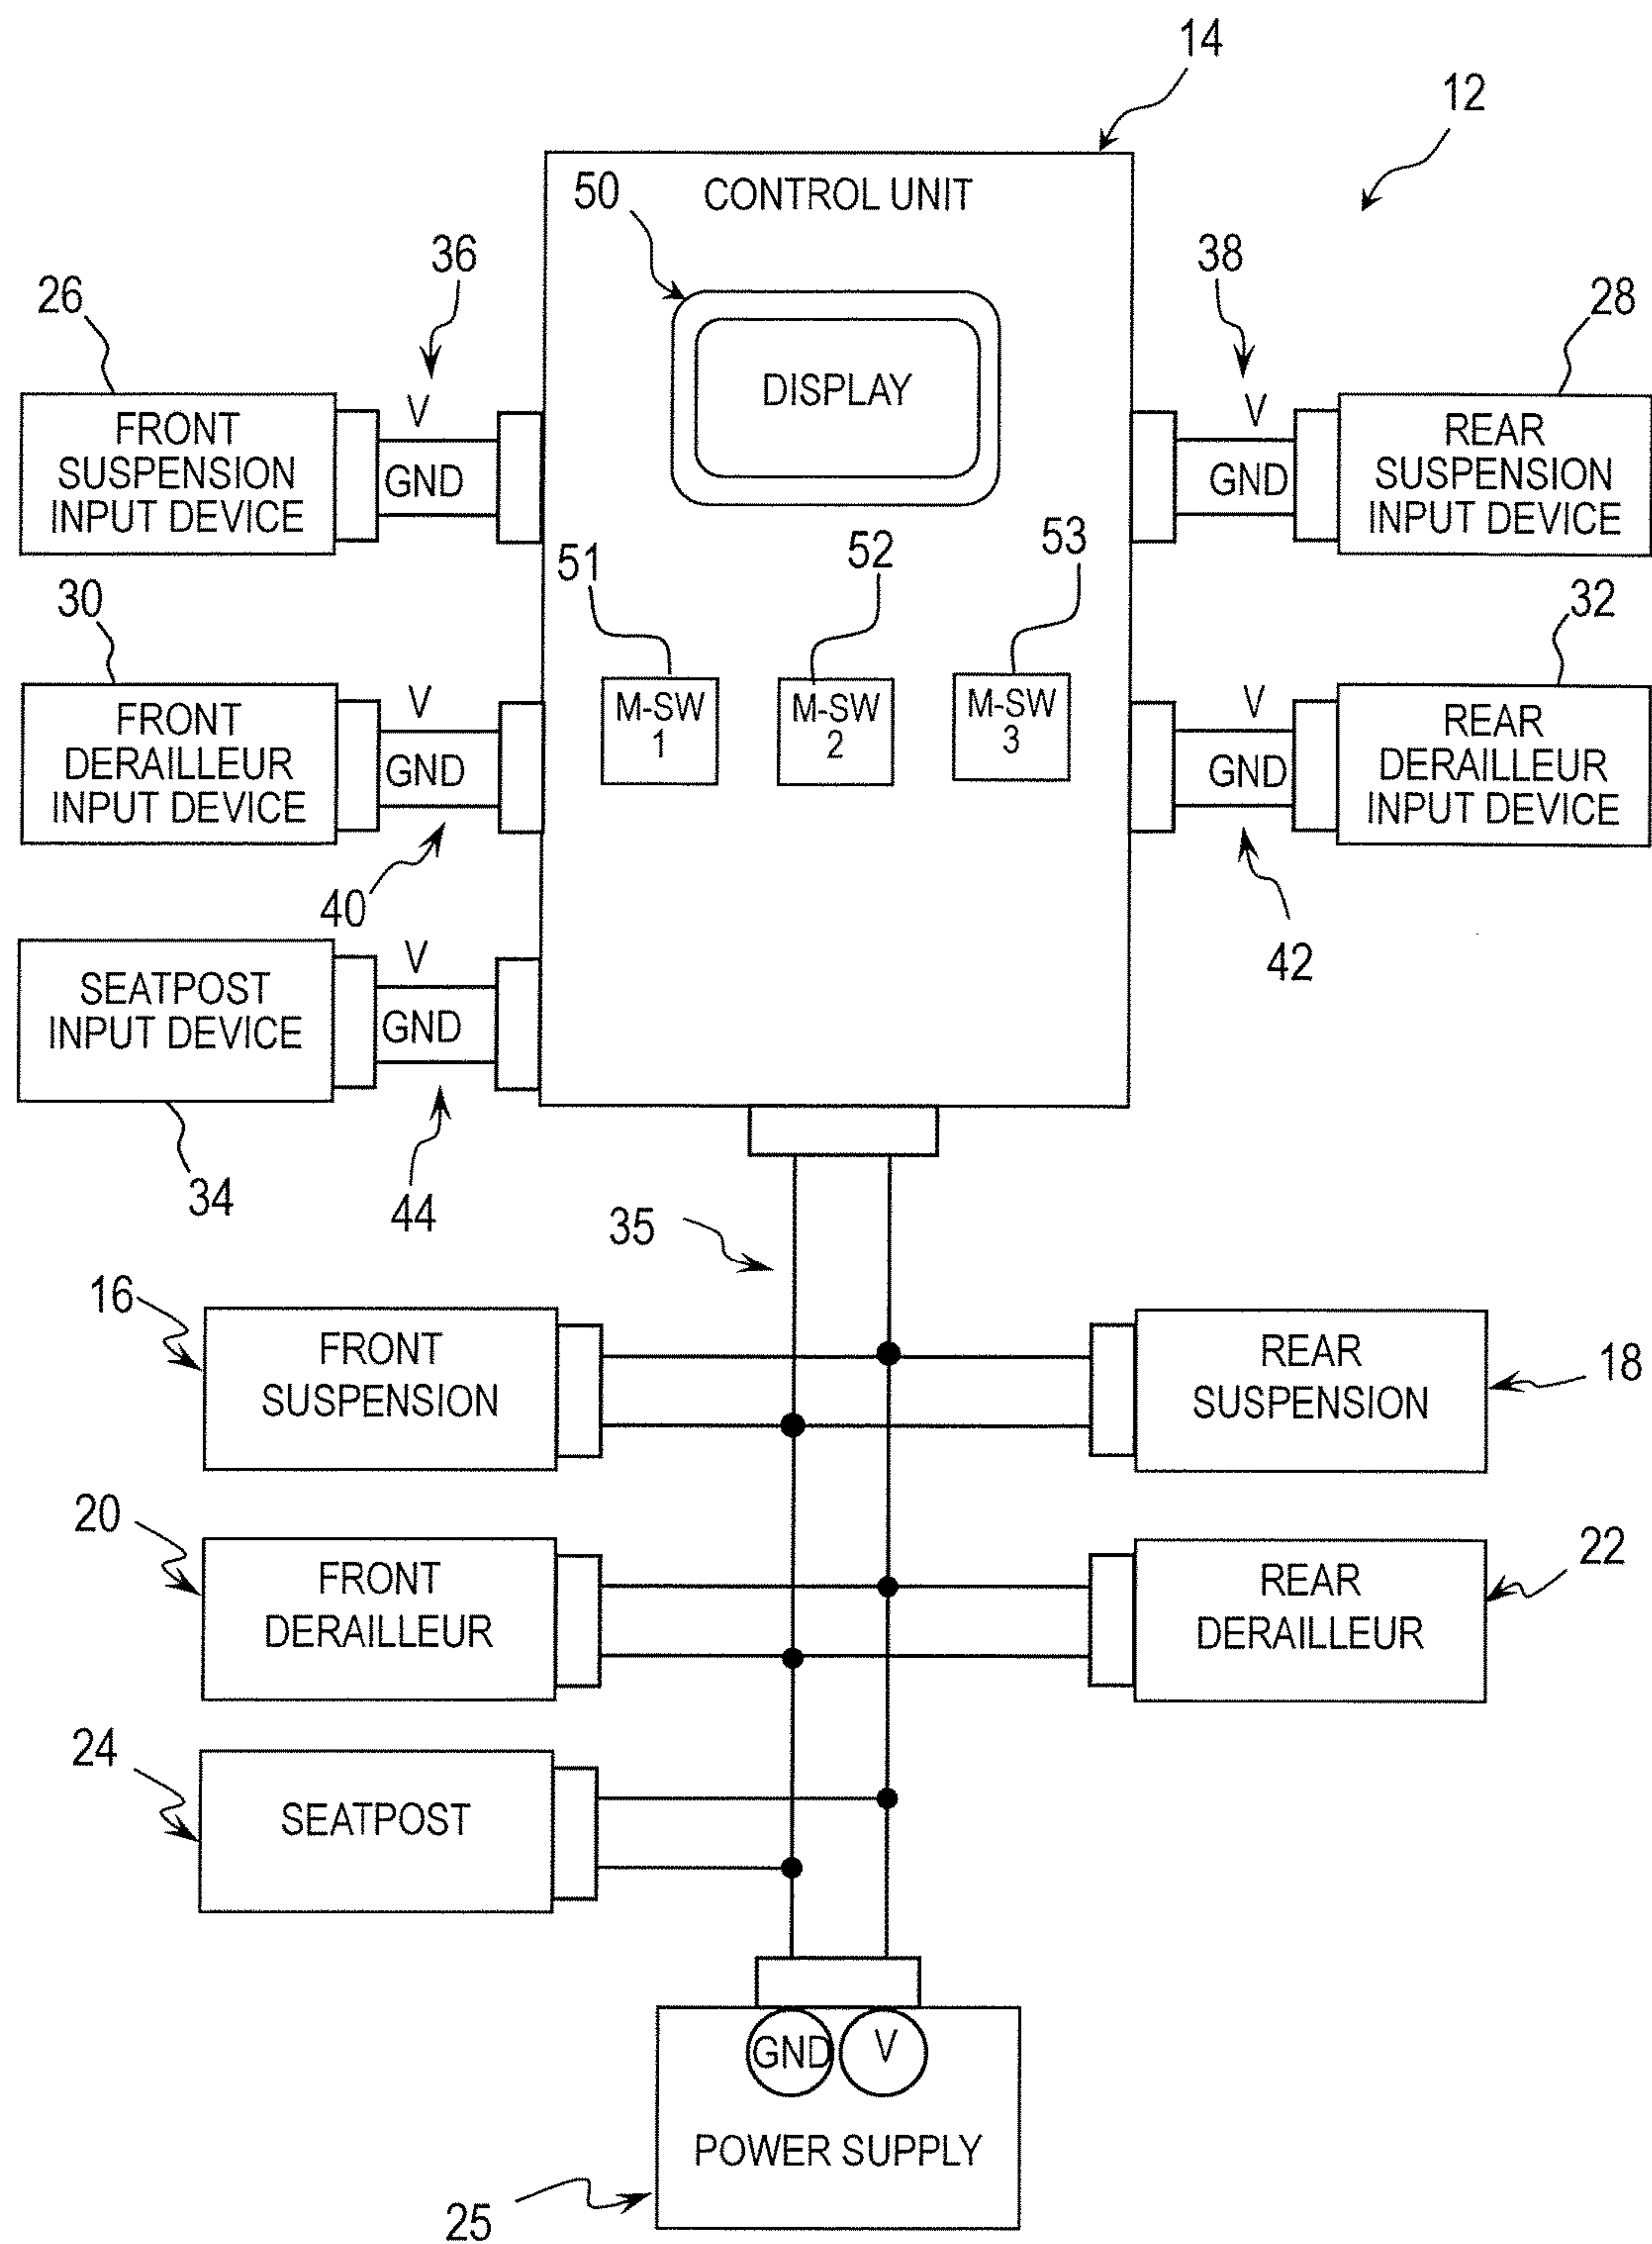 14
12
CONTROL UNIT
50
36
38
26
28
DISPLAY
V
V
FRONT
SUSPENSION
INPUT DEVICE
GND
GND
REAR
SUSPENSION
INPUT DEVICE
51
52
53
30
32
V
V
M-SW
1
M-SW
2
M-SW
3
FRONT
DERAILLEUR
INPUT DEVICE
GND
GND
REAR
DERAILLEUR
INPUT DEVICE
40
42
V
SEATPOST
INPUT DEVICE
GND
34
44
35
16
FRONT
SUSPENSION
REAR
SUSPENSION
18
20
FRONT
DERAILLEUR
REAR
DERAILLEUR
22
24
SEATPOST
GND
V
POWER SUPPLY
25